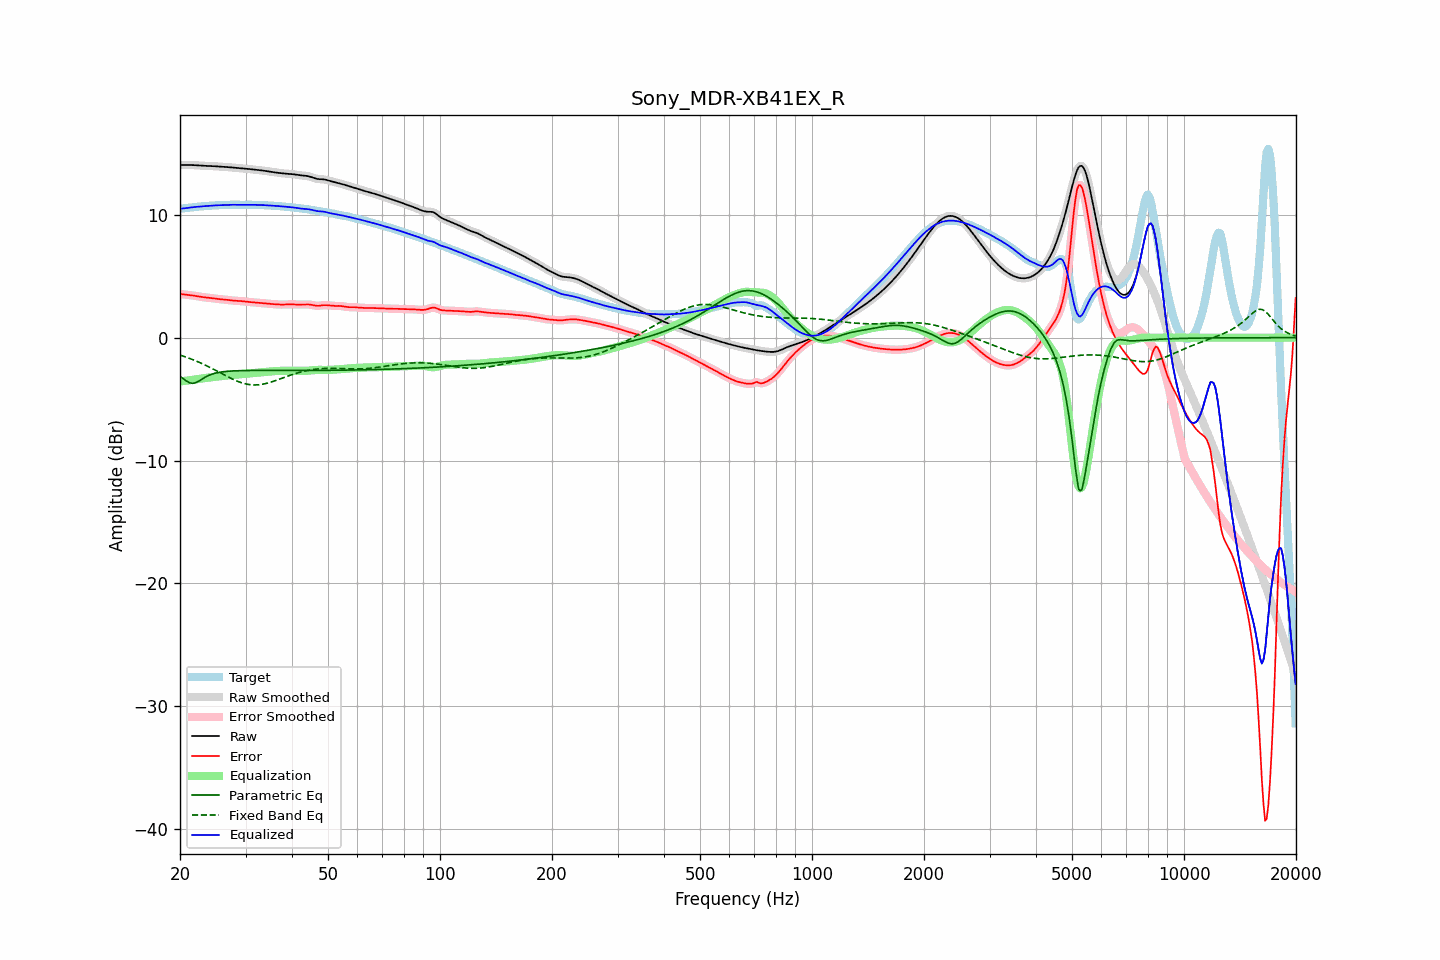 Sony_MDR-XB41EX_R
Amplitude (dBr)
10
0
−10
−20
−30
−40
Target
Raw Smoothed
Error Smoothed
Raw
Error
Equalization
Parametric Eq
Fixed Band Eq
Equalized
20 50 100 200 500 1000 2000 5000 10000 20000
Frequency (Hz)